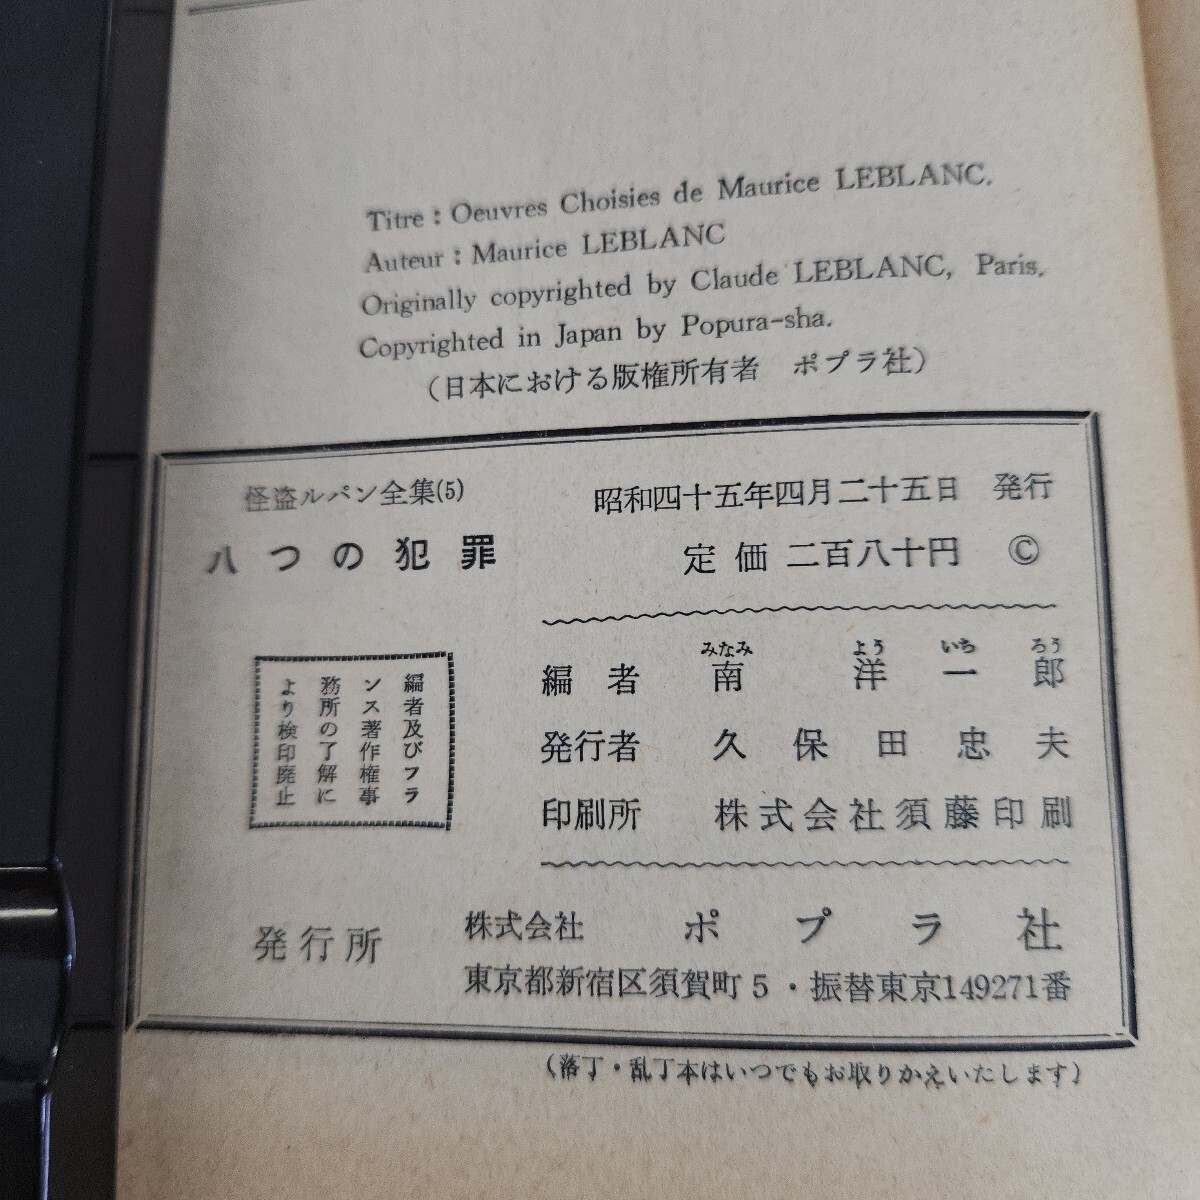 Titre : Oeuvres Choisies de Maurice LEBLANC.
Auteur : Maurice LEBLANC
Originally copyrighted by Claude LEBLANC, Paris.
Copyrighted in Japan by Popura-sha.
(日本における版権所有者　ポプラ社)
怪盗ルパン全集(5)
八つの犯罪
昭和四十五年四月二十五日　発行
定価 二百八十円　©
みなみ　よう　いち　ろう
編者　南　洋　一　郎
発行者　久保田忠夫
印刷所　株式会社須藤印刷
編者及びフラ
ンス著作権事
務所の了解に
より検印廃止
発行所　株式会社　ポプラ社
東京都新宿区須賀町5・振替東京149271番
(落丁・乱丁本はいつでもお取りかえいたします)